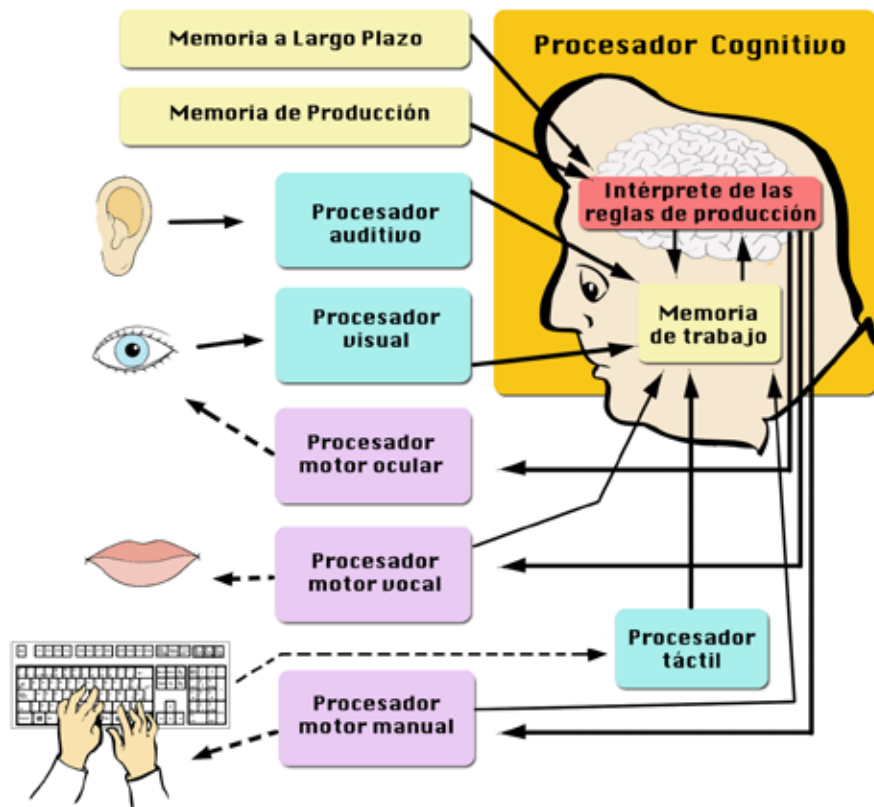 Memoria a Largo Plazo
Procesador Cognitivo
Memoria de Producción
Intérprete de las
reglas de producción
Procesador
auditivo
Procesador
visual
Memoria
de trabajo
Procesador
motor ocular
Procesador
motor vocal
Procesador
táctil
Procesador
motor manual